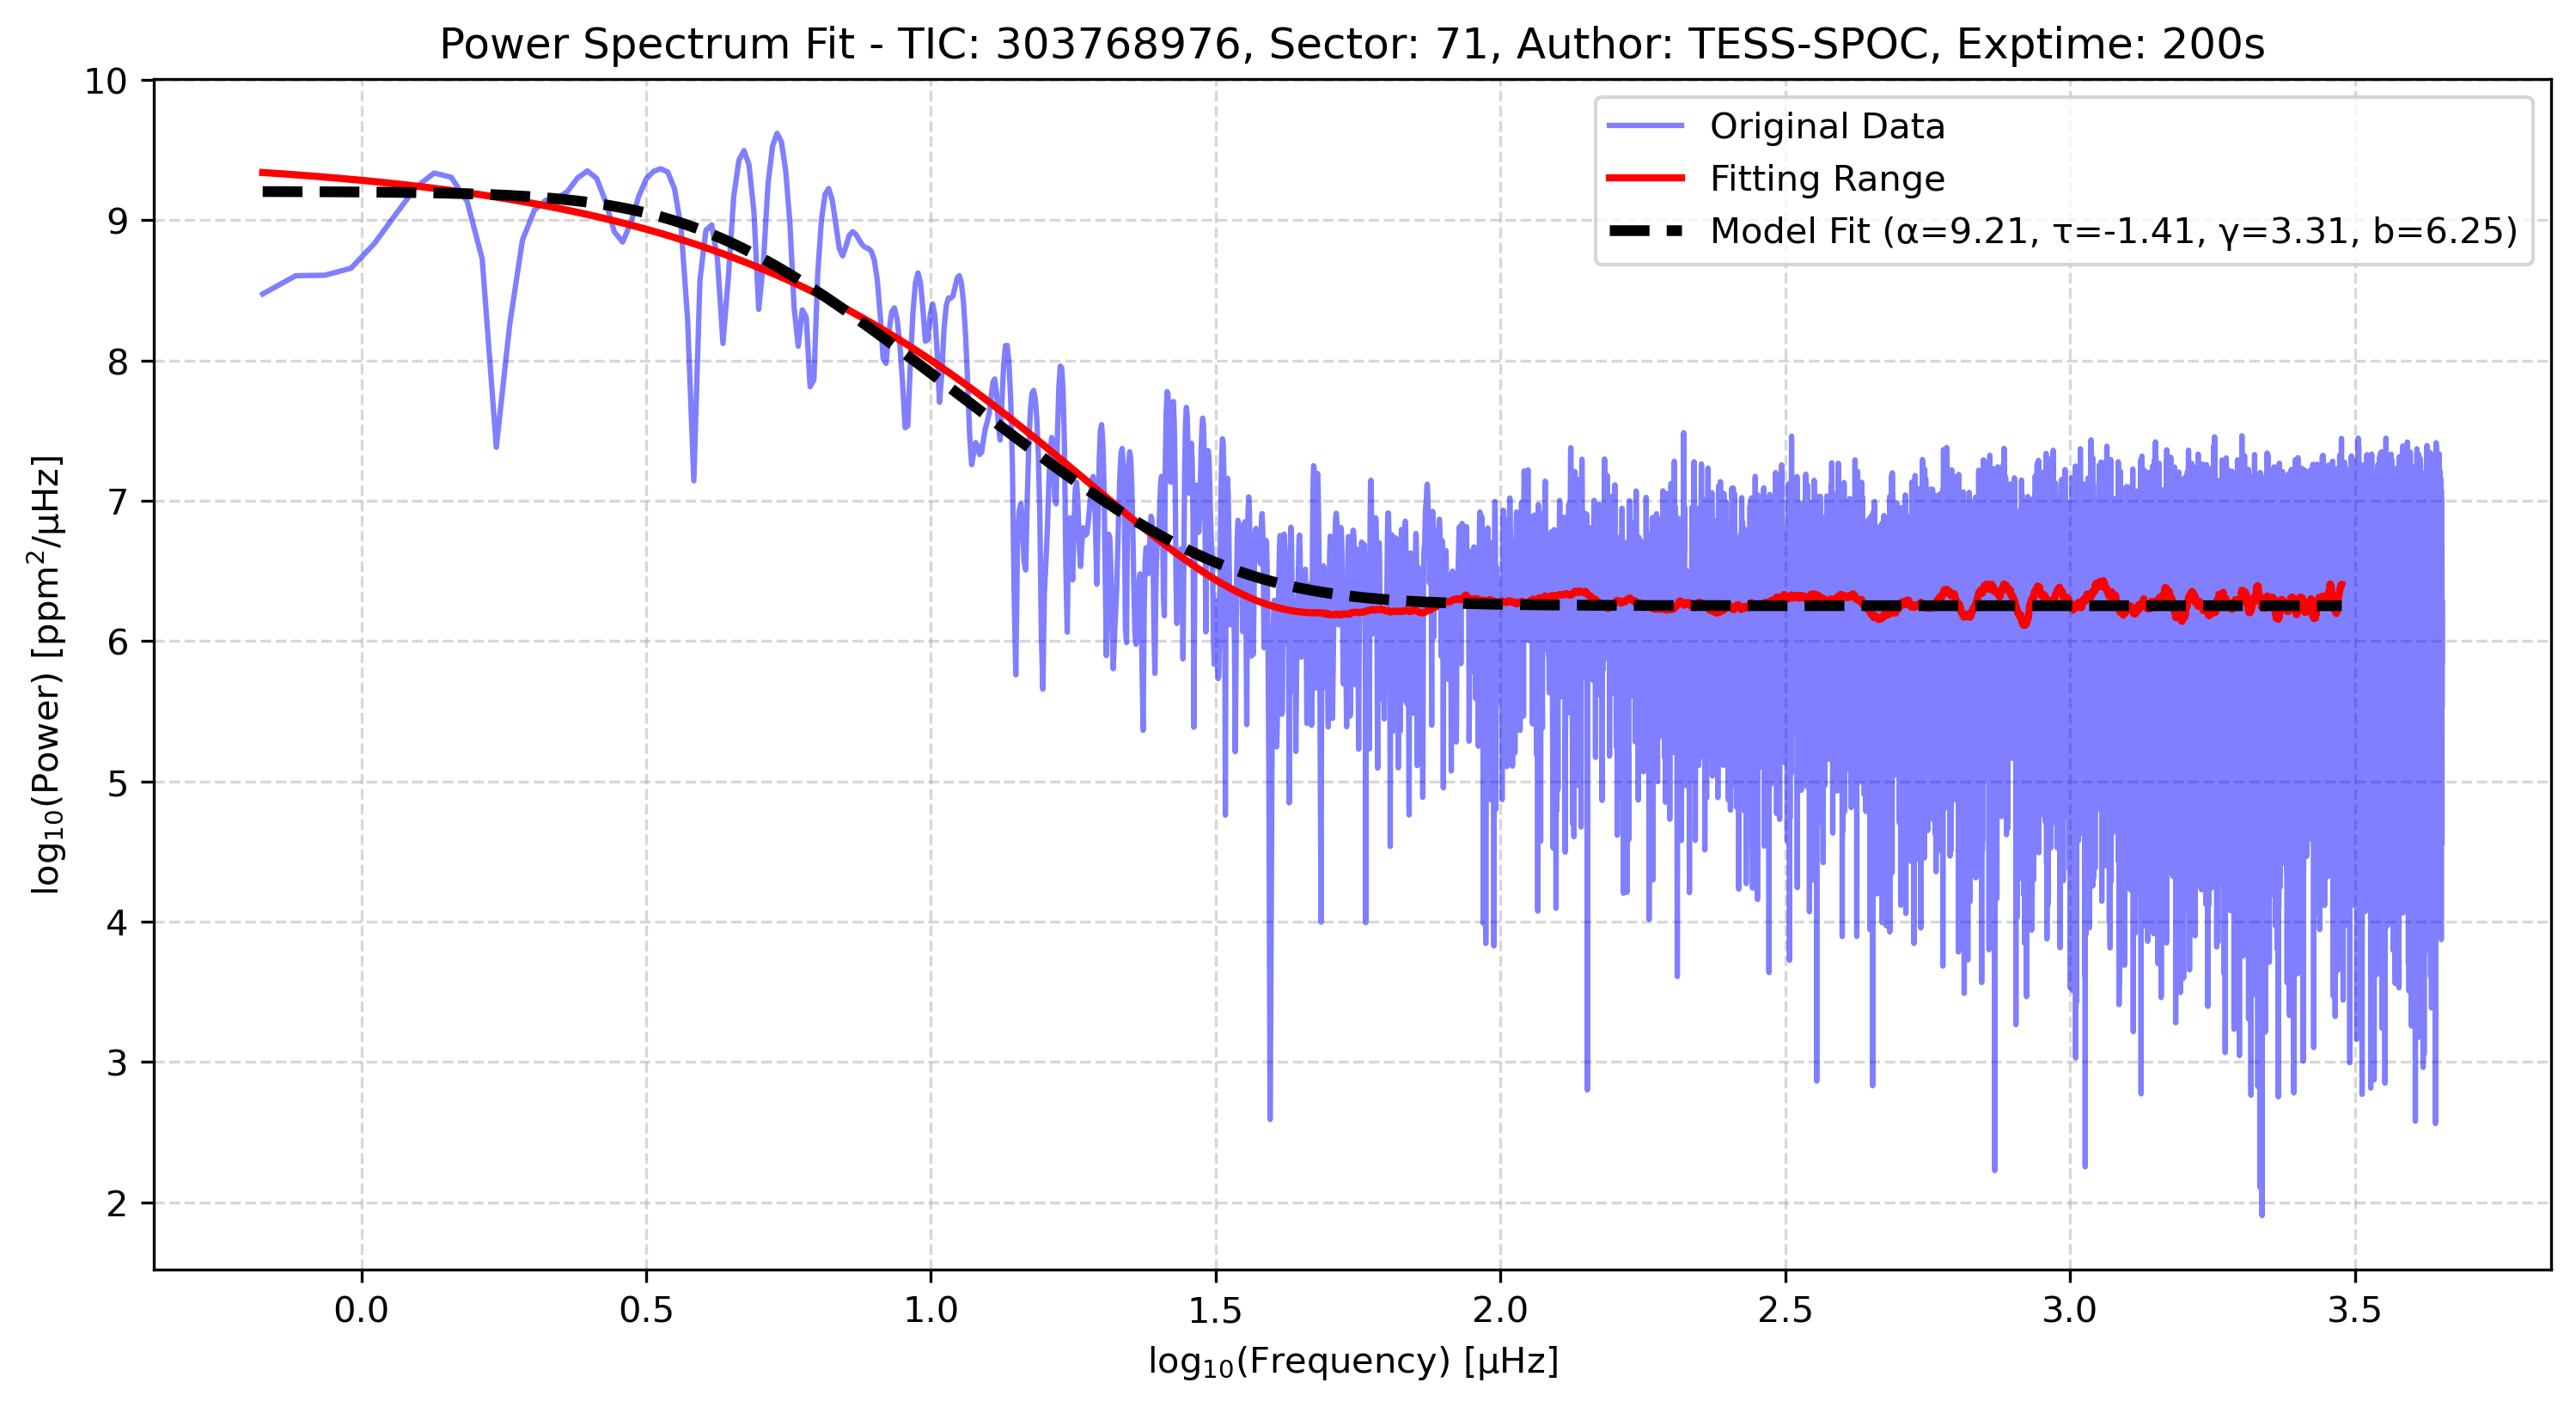 Power Spectrum Fit - TIC: 303768976, Sector: 71, Author: TESS-SPOC, Exptime: 200s
Original Data
Fitting Range
Model Fit (α=9.21, τ=-1.41, γ=3.31, b=6.25)
log₁₀(Power) [ppm²/μHz]
10
9
8
7
6
5
4
3
2
0.0 0.5 1.0 1.5 2.0 2.5 3.0 3.5
log₁₀(Frequency) [μHz]